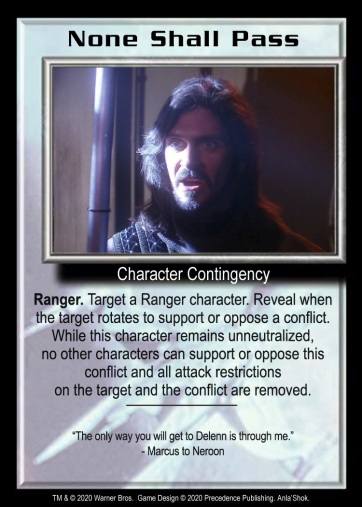 None Shall Pass
Character Contingency
Ranger. Target a Ranger character. Reveal when
the target rotates to support or oppose a conflict.
While this character remains unneutralized,
no other characters can support or oppose this
conflict and all attack restrictions
on the target and the conflict are removed.
“The only way you will get to Delenn is through me.”
- Marcus to Neroon
TM & © 2020 Warner Bros. Game Design © 2020 Precedence Publishing. Anla'Shok.